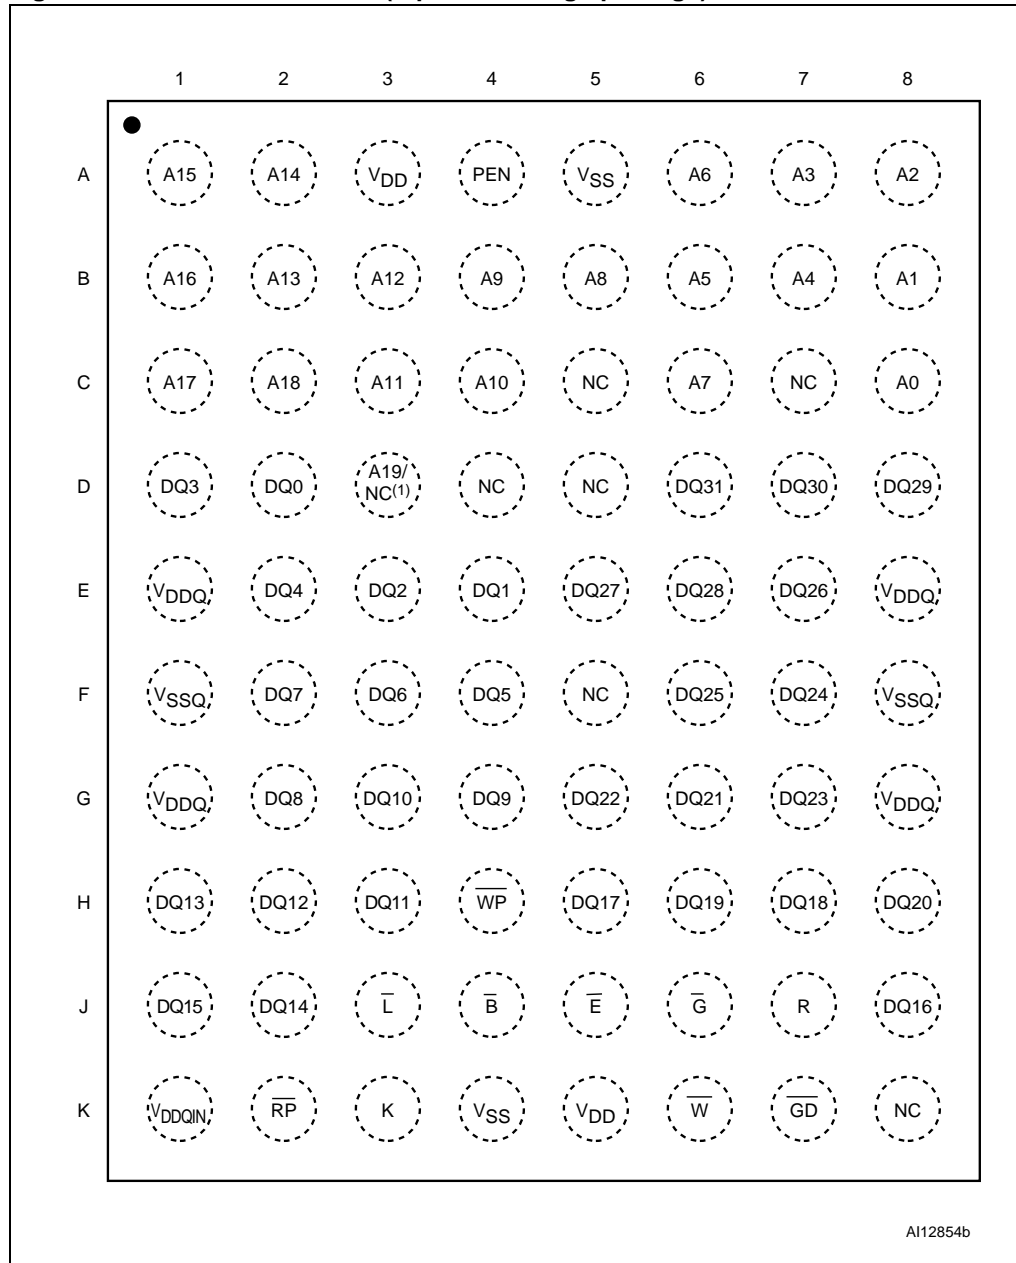 1 2 3 4 5 6 7 8
A A15 A14 VDD PEN VSS A6 A3 A2
B A16 A13 A12 A9 A8 A5 A4 A1
C A17 A18 A11 A10 NC A7 NC A0
D DQ3 DQ0 A19/ NC(1) NC NC DQ31 DQ30 DQ29
E VDDQ DQ4 DQ2 DQ1 DQ27 DQ28 DQ26 VDDQ
F VSSQ DQ7 DQ6 DQ5 NC DQ25 DQ24 VSSQ
G VDDQ DQ8 DQ10 DQ9 DQ22 DQ21 DQ23 VDDQ
H DQ13 DQ12 DQ11 W̅P̅ DQ17 DQ19 DQ18 DQ20
J DQ15 DQ14 L̅ B̅ E̅ G̅ R DQ16
K VDDQIN R̅P̅ K VSS VDD W̅ G̅D̅ NC
AI12854b